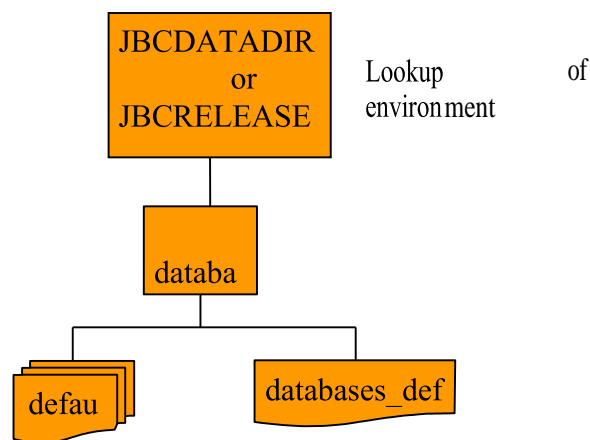 JBCDATADIR
or
JBCRELEASE
Lookup of
environment
databa
defau
databases_def